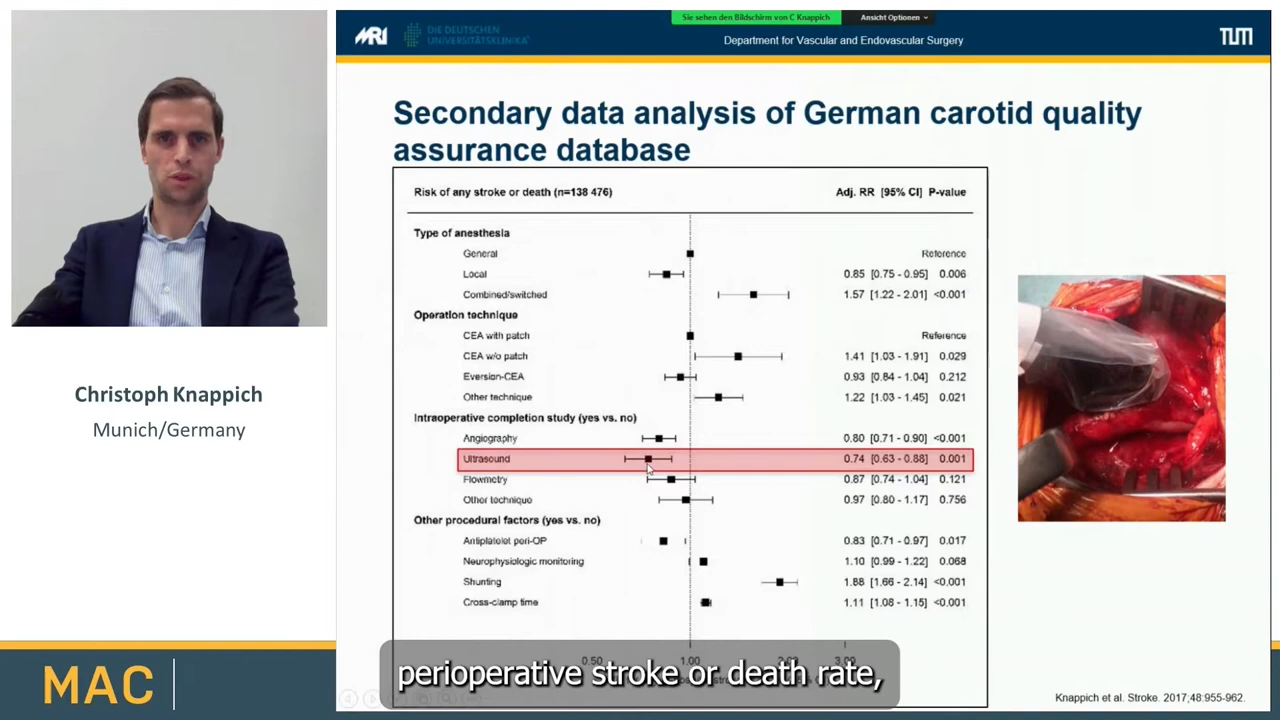 Sie sehen den Bildschirm von C Knappich
Ansicht Optionen
MRI
DIE DEUTSCHEN
UNIVERSITÄTSKLINIKA
Department for Vascular and Endovascular Surgery
TUM
Secondary data analysis of German carotid quality
assurance database
Risk of any stroke or death (n=138 476) Adj. RR [95% CI] P-value
Type of anesthesia
General Reference
Local 0.85 [0.75 - 0.95] 0.006
Combined/switched 1.57 [1.22 - 2.01] <0.001
Operation technique
CEA with patch Reference
CEA w/o patch 1.41 [1.03 - 1.91] 0.029
Eversion-CEA 0.93 [0.84 - 1.04] 0.212
Other technique 1.22 [1.03 - 1.45] 0.021
Intraoperative completion study (yes vs. no)
Angiography 0.80 [0.71 - 0.90] <0.001
Ultrasound 0.74 [0.63 - 0.88] 0.001
Flowmetry 0.87 [0.74 - 1.04] 0.121
Other technique 0.97 [0.80 - 1.17] 0.756
Other procedural factors (yes vs. no)
Antiplatelet peri-OP 0.83 [0.71 - 0.97] 0.017
Neurophysiologic monitoring 1.10 [0.99 - 1.22] 0.068
Shunting 1.88 [1.66 - 2.14] <0.001
Cross-clamp time 1.11 [1.08 - 1.15] <0.001
0.50 1.00 3.00
perioperative stroke or death rate,
Knappich et al. Stroke. 2017;48:955-962.
Christoph Knappich
Munich/Germany
MAC